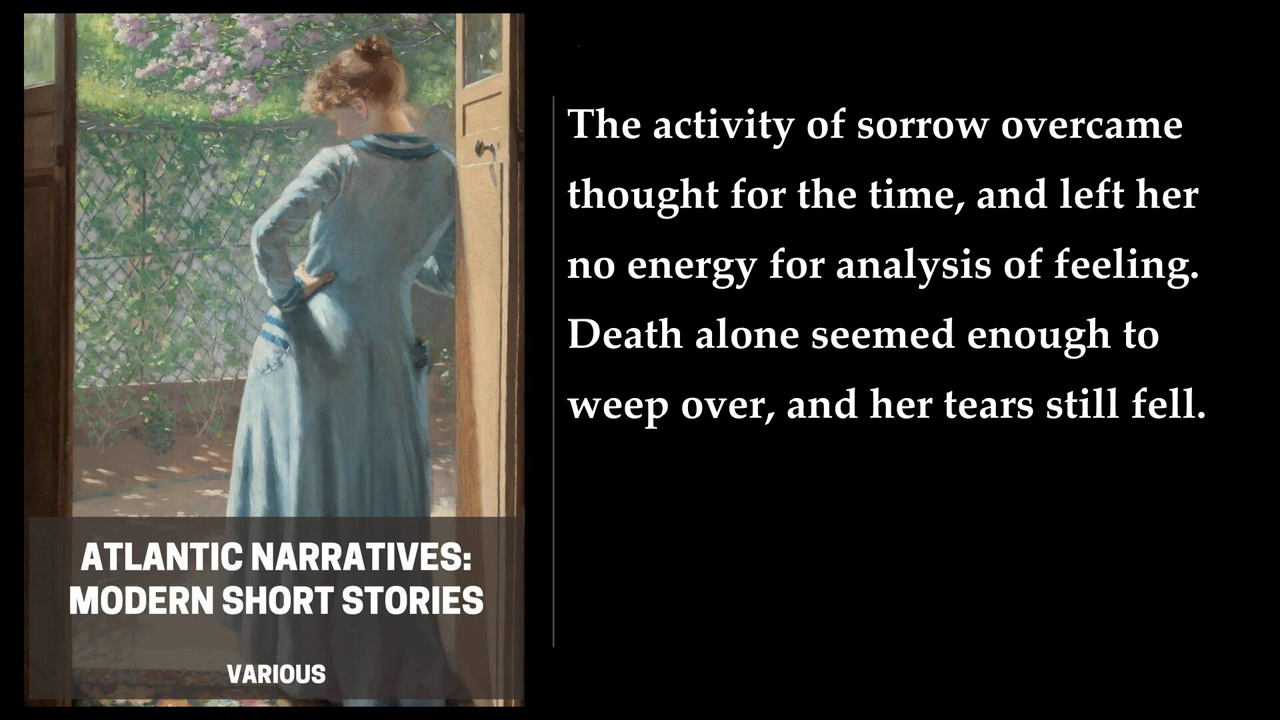 The activity of sorrow overcame
thought for the time, and left her
no energy for analysis of feeling.
Death alone seemed enough to
weep over, and her tears still fell.
ATLANTIC NARRATIVES:
MODERN SHORT STORIES
VARIOUS